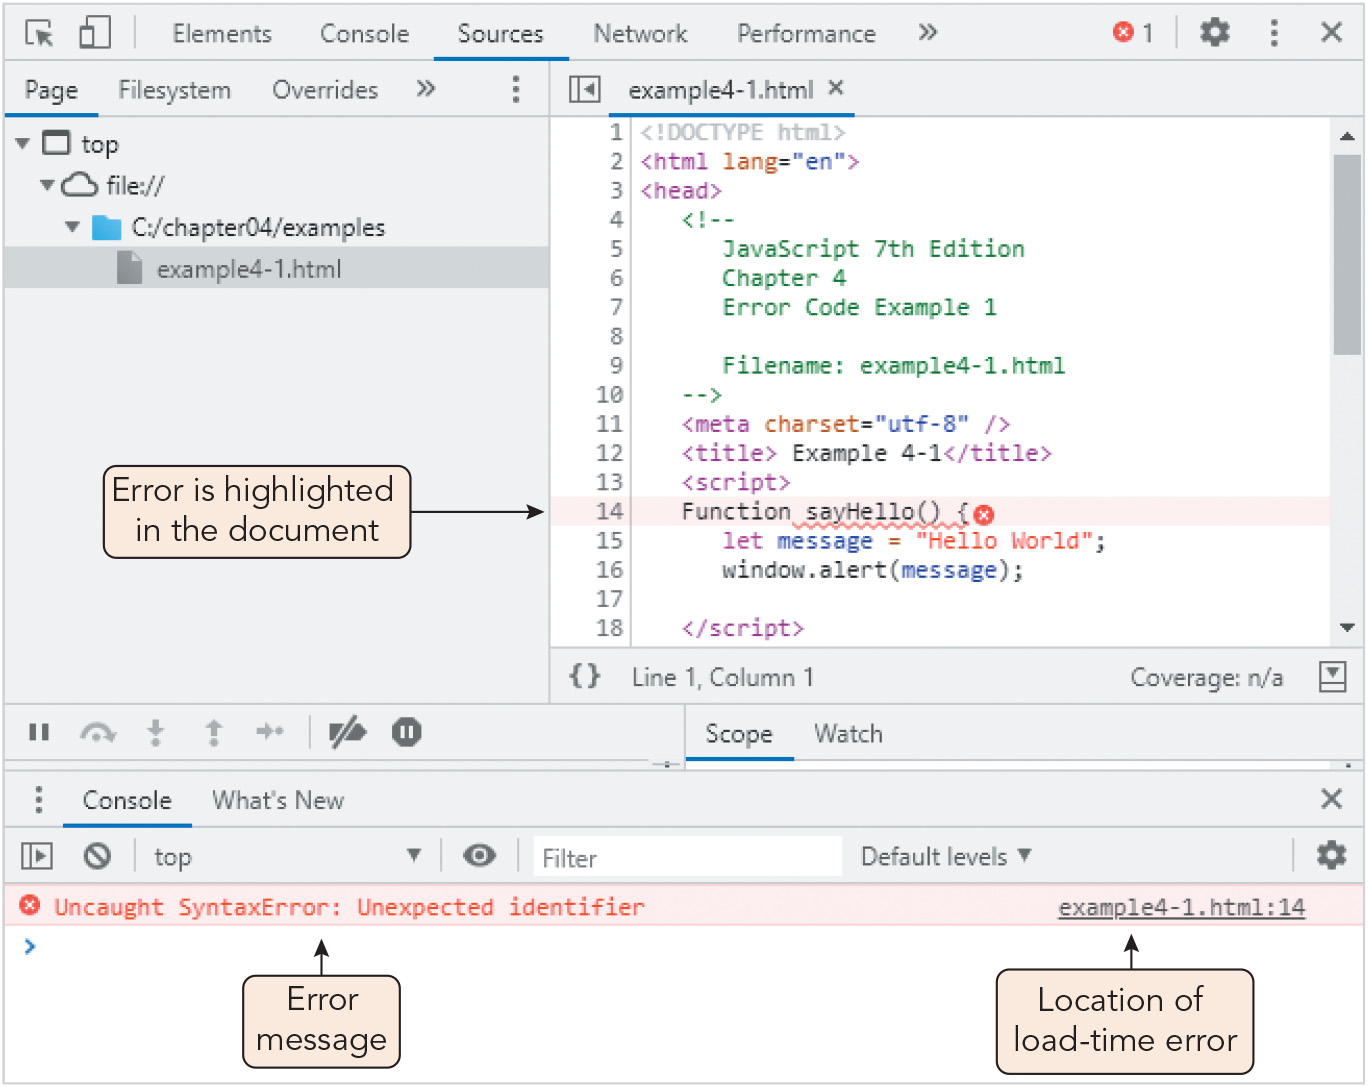 Elements Console Sources Network Performance » 1
Page Filesystem Overrides » example4-1.html
top
file://
C:/chapter04/examples
example4-1.html
1 <!DOCTYPE html>
2 <html lang="en">
3 <head>
4 <!--
5 JavaScript 7th Edition
6 Chapter 4
7 Error Code Example 1
8
9 Filename: example4-1.html
10 -->
11 <meta charset="utf-8" />
12 <title> Example 4-1</title>
13 <script>
14 Function sayHello() {
15 let message = "Hello World";
16 window.alert(message);
17
18 </script>
Error is highlighted
in the document
{} Line 1, Column 1 Coverage: n/a
Scope Watch
Console What's New
top Filter Default levels
Uncaught SyntaxError: Unexpected identifier example4-1.html:14
>
Error
message
Location of
load-time error